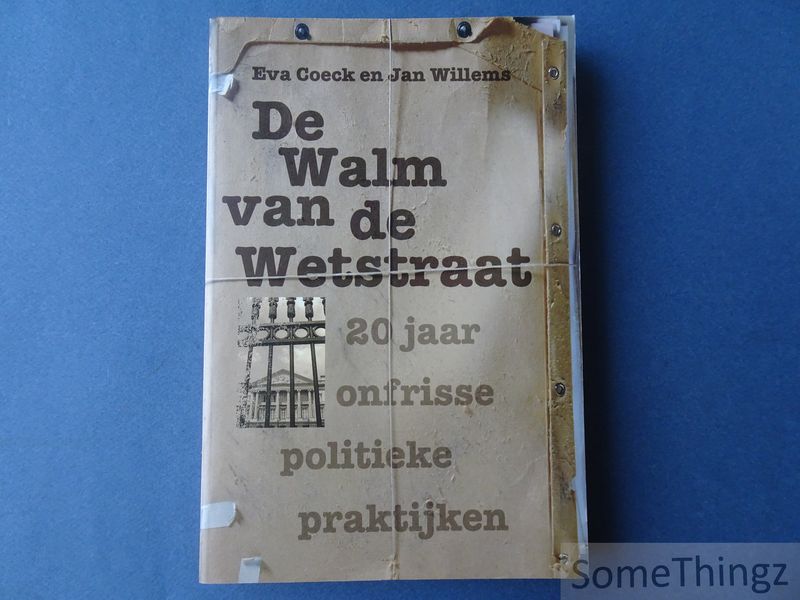 Eva Coeck en Jan Willems
De
Walm
van de
Wetstraat
20 jaar
onfrisse
politieke
praktijken
SomeThingz